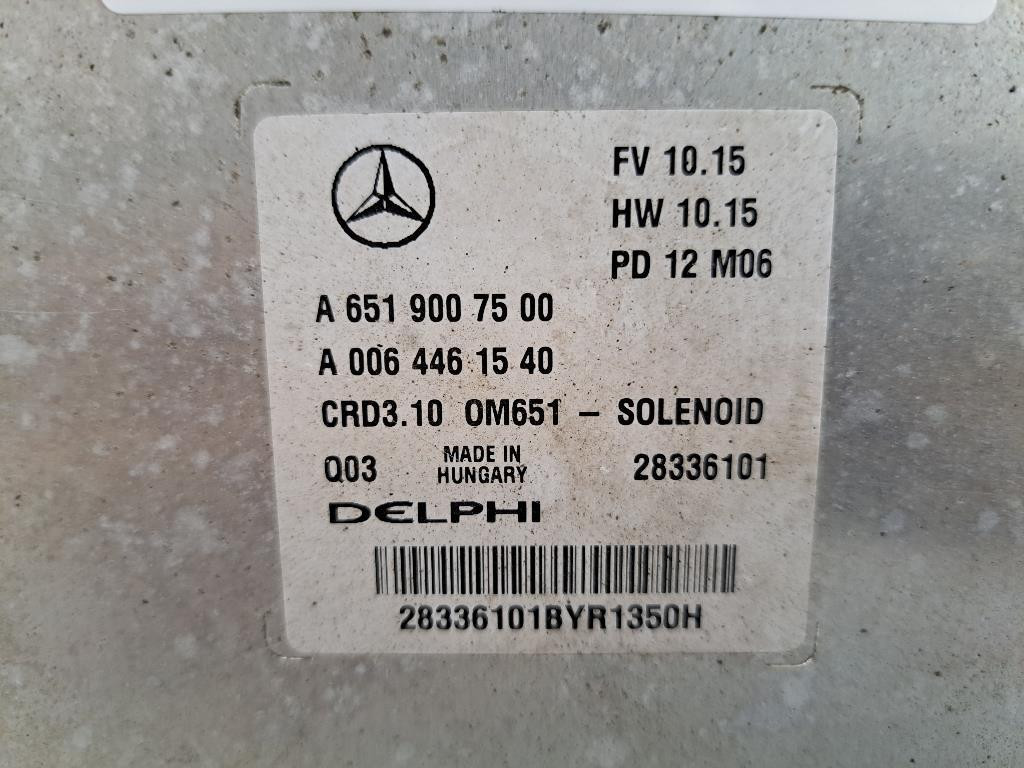 FV 10.15
HW 10.15
PD 12 M06
A 651 900 75 00
A 006 446 15 40
CRD3.10 OM651 – SOLENOID
Q03 MADE IN HUNGARY 28336101
DELPHI
28336101BYR1350H